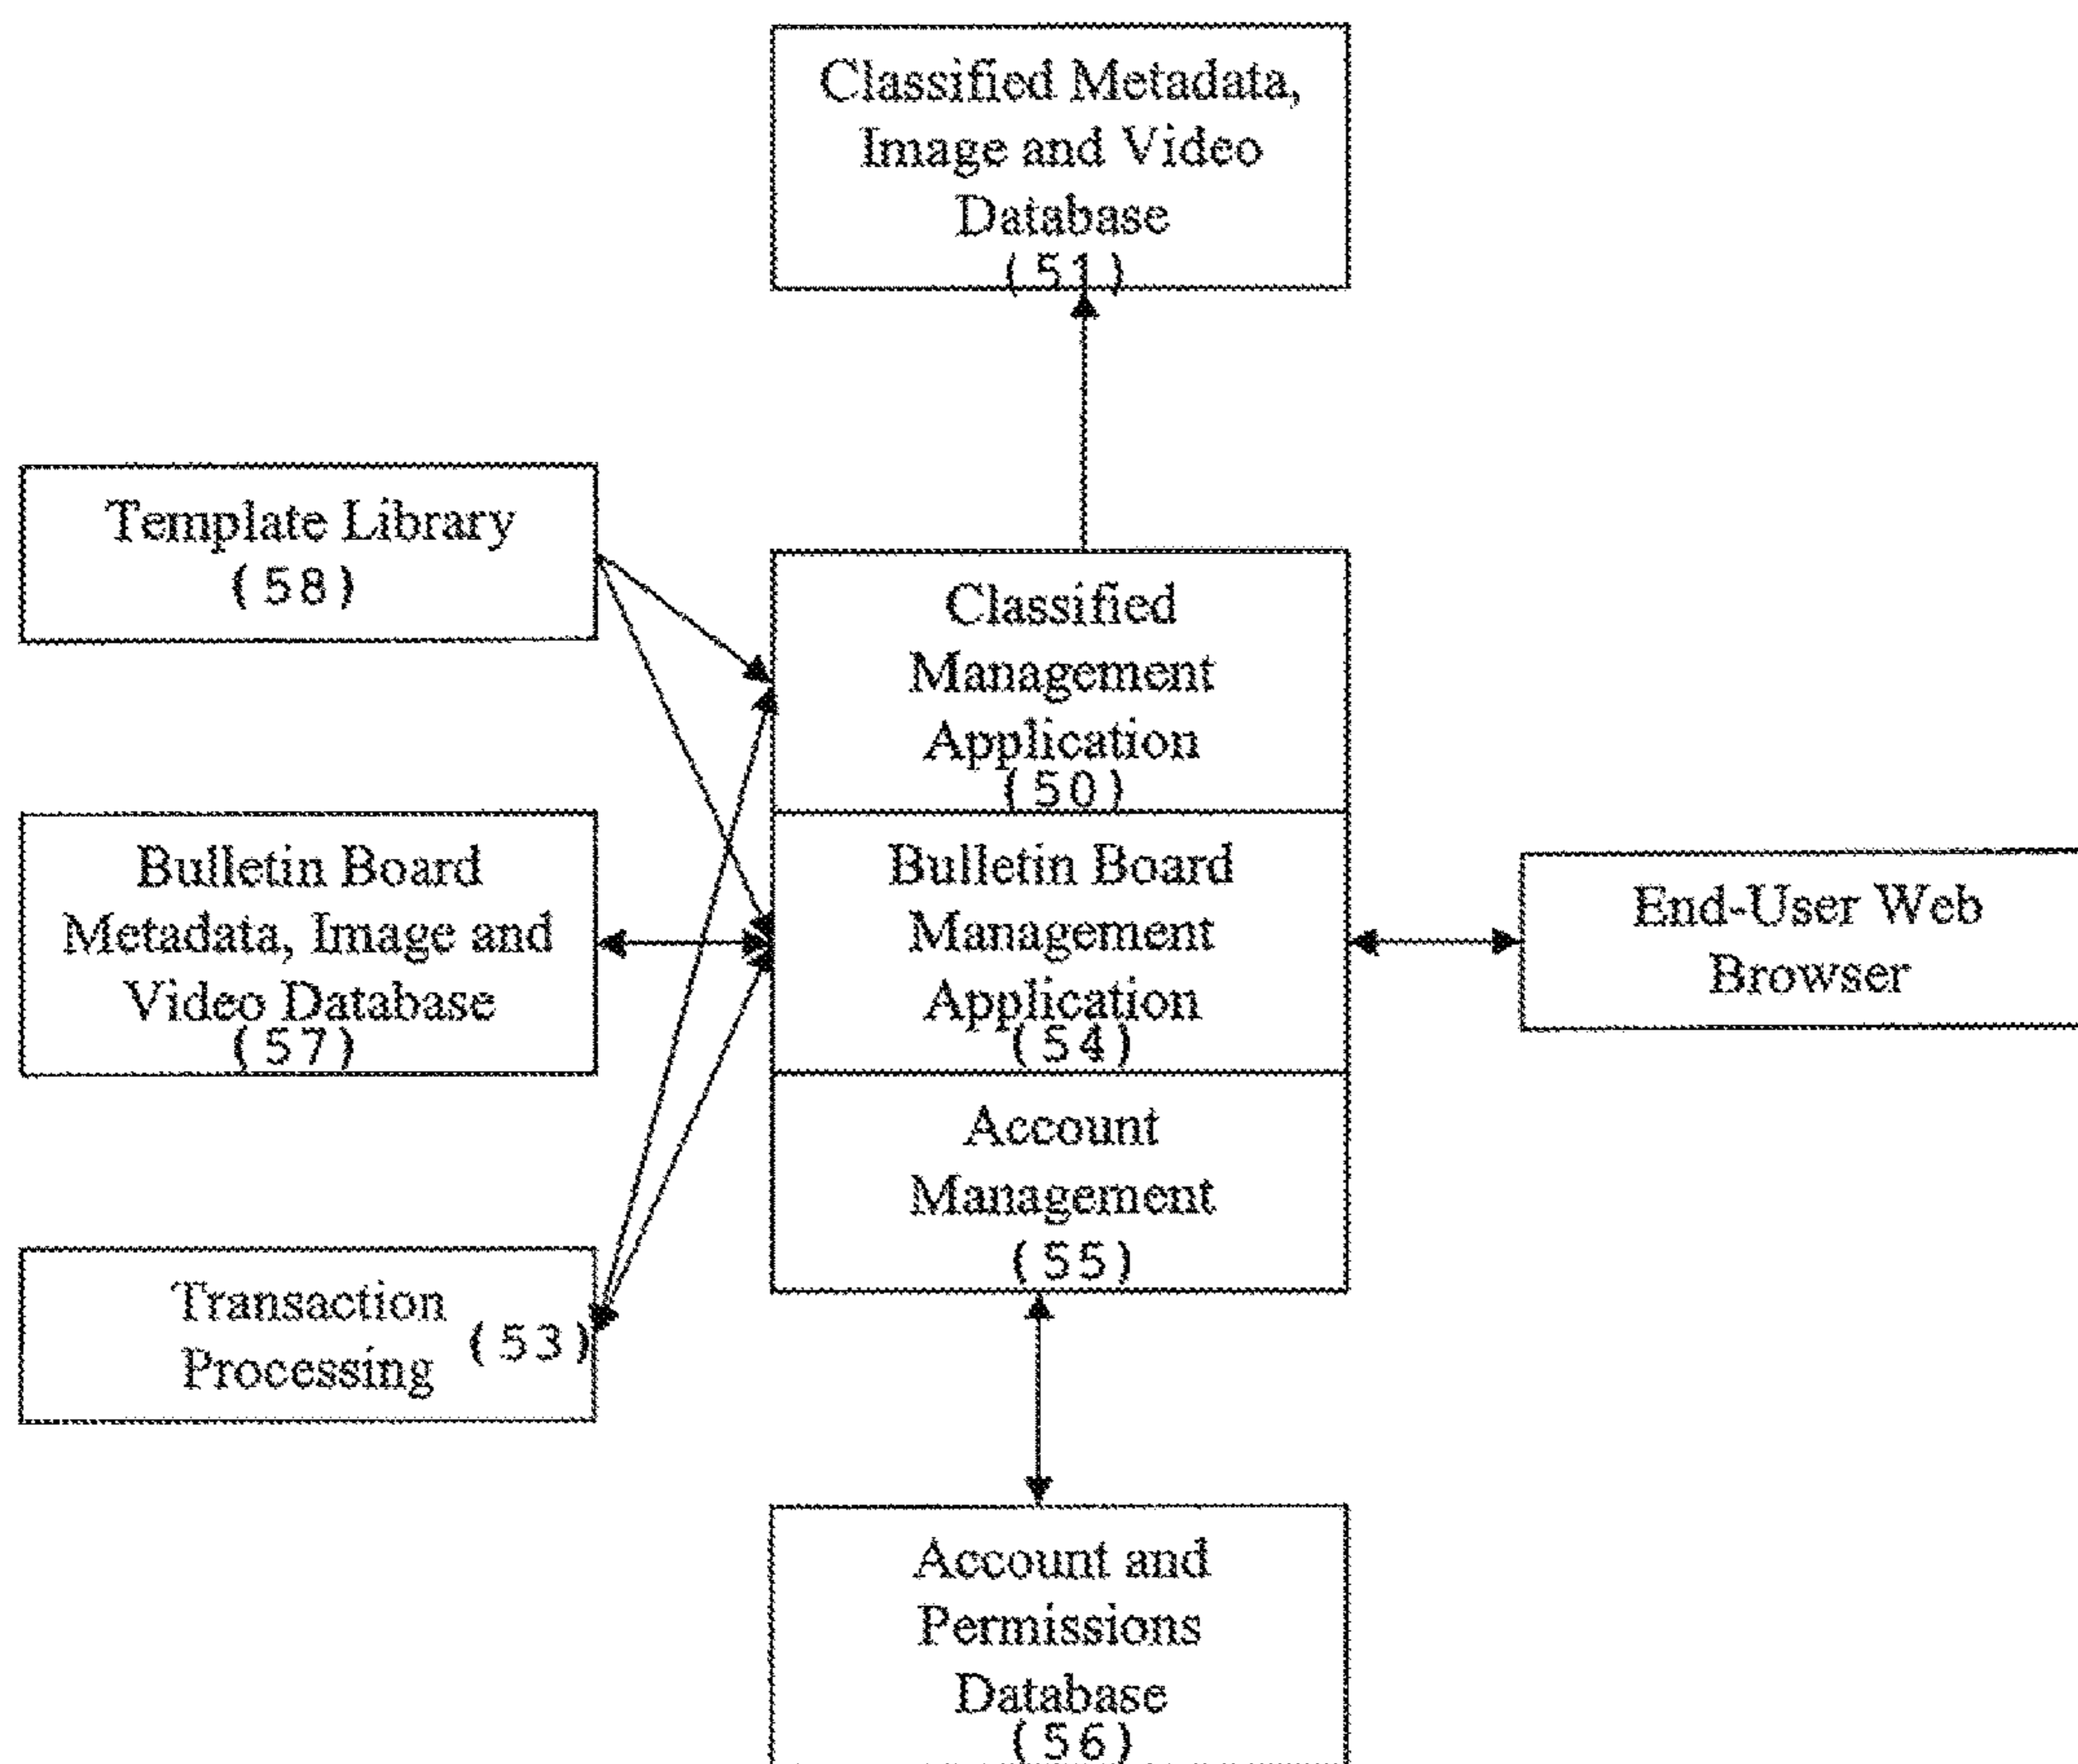 Classified Metadata,
Image and Video
Database
(51)
Template Library
(58)
Classified
Management
Application
(50)
Bulletin Board
Metadata, Image and
Video Database
(57)
Bulletin Board
Management
Application
(54)
End-User Web
Browser
Account
Management
(55)
Transaction
Processing (53)
Account and
Permissions
Database
(56)